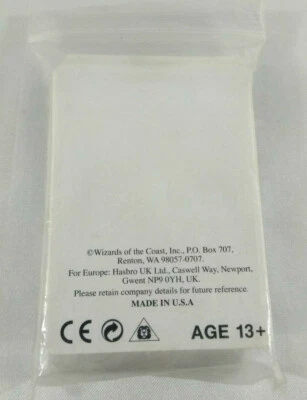 ©Wizards of the Coast, Inc., P.O. Box 707,
Renton, WA 98057-0707.
For Europe: Hasbro UK Ltd., Caswell Way, Newport,
Gwent NP9 0YH, UK.
Please retain company details for future reference.
MADE IN U.S.A
CE AGE 13+